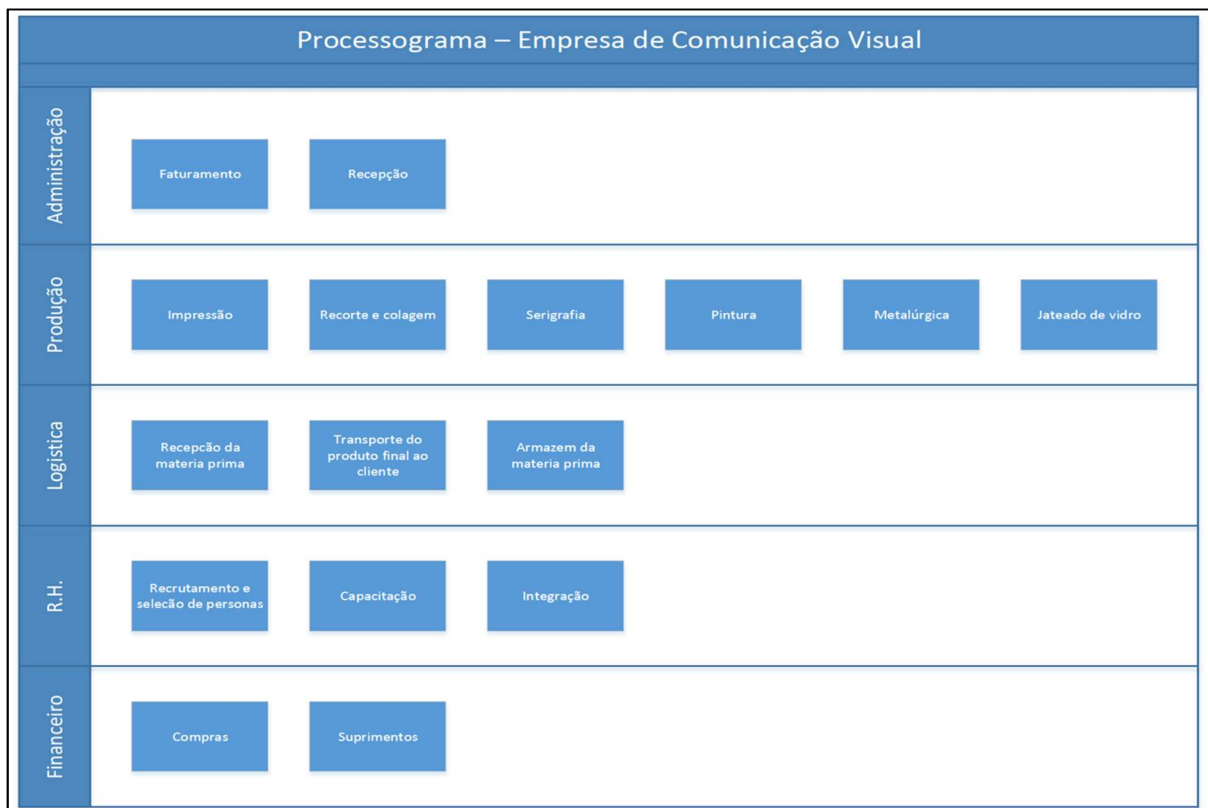 Processograma – Empresa de Comunicação Visual
Administração
Faturamento
Recepção
Produção
Impressão
Recorte e colagem
Serigrafia
Pintura
Metalúrgica
Jateado de vidro
Logistica
Recepcão da
materia prima
Transporte do
produto final ao
cliente
Armazem da
materia prima
R.H.
Recrutamento e
selecão de personas
Capacitação
Integração
Financeiro
Compras
Suprimentos